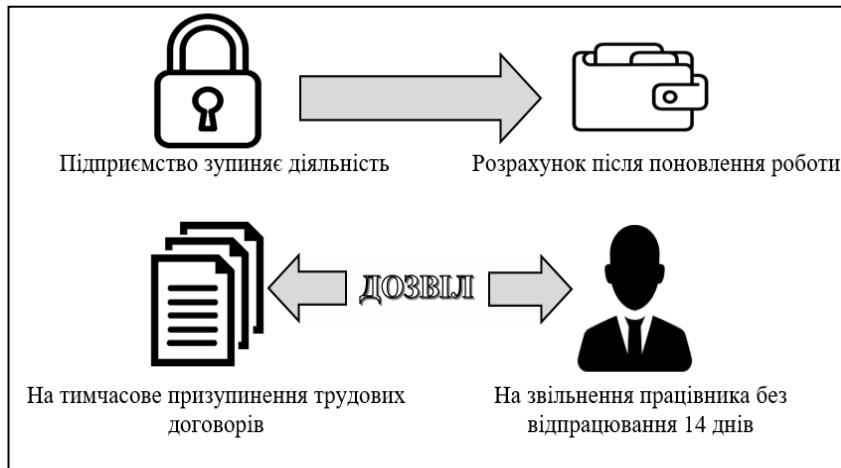 Підприємство зупиняє діяльність
Розрахунок після поновлення роботи
ДОЗВІЛ
На тимчасове призупинення трудових
договорів
На звільнення працівника без
відпрацювання 14 днів